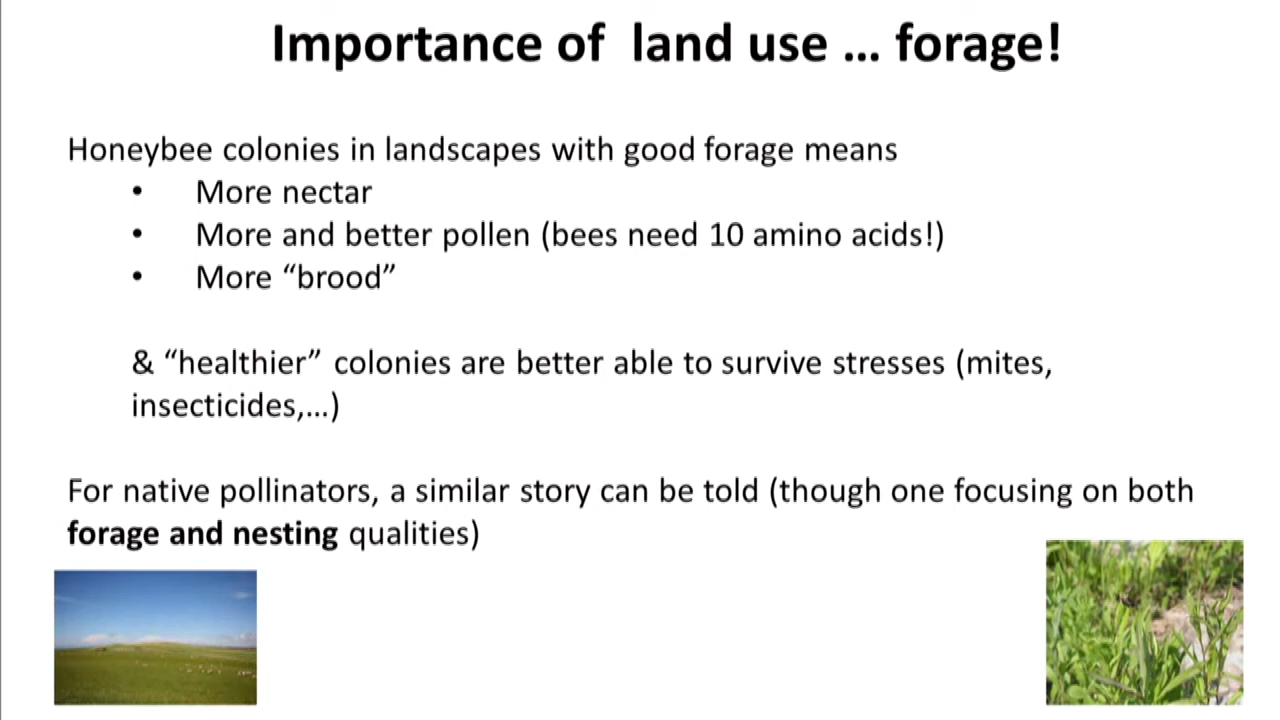 Importance of land use … forage!
Honeybee colonies in landscapes with good forage means
• More nectar
• More and better pollen (bees need 10 amino acids!)
• More “brood”
& “healthier” colonies are better able to survive stresses (mites,
insecticides,…)
For native pollinators, a similar story can be told (though one focusing on both
forage and nesting qualities)